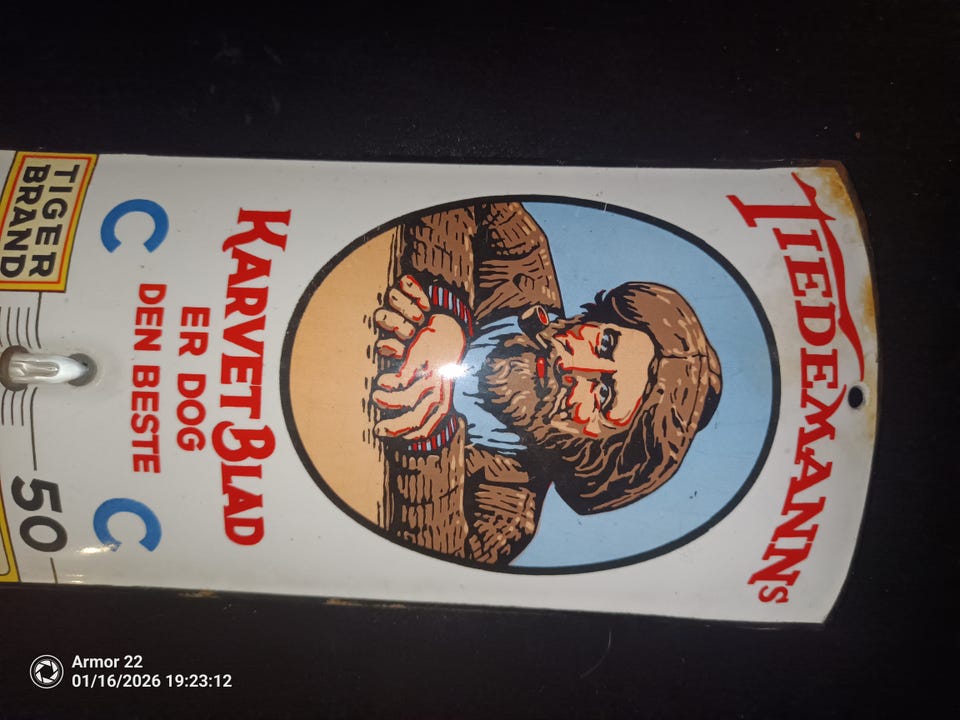 TIEDEMANNS
KARVET BLAD
ER DOG
DEN BESTE
C C
TIGER
BRAND
50
Armor 22
01/16/2026 19:23:12